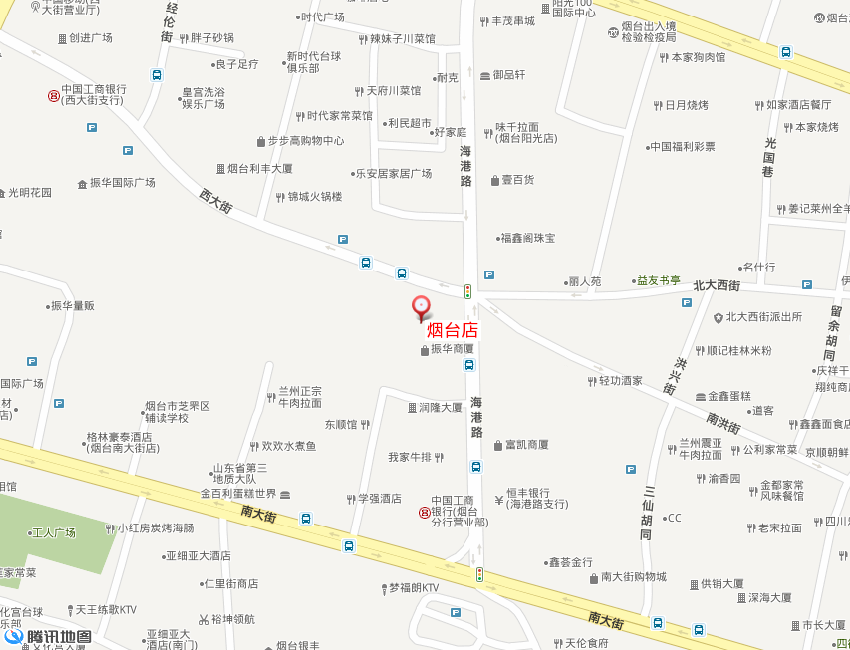 中国移动(西
大街营业厅)
经伦街
时代广场
港务局集团
阳光100
国际中心
丰茂串城
烟台出入境
检验检疫局
创进广场
胖子砂锅
辣妹子川菜馆
本家狗肉馆
新时代台球
俱乐部
良子足疗
耐克
御品轩
中国工商银行
(西大街支行)
皇宫洗浴
娱乐广场
天府川菜馆
日月烧烤
如家酒店餐厅
时代家常菜馆
利民超市
好家庭
味千拉面
(烟台阳光店)
本家烧烤
步步高购物中心
海港路
中国福利彩票
光国巷
烟台利丰大厦
乐安居家居广场
振华国际广场
壹百货
光明花园
西大街
锦城火锅楼
姜记莱州全羊
福鑫阁珠宝
名仕行
丽人苑
益友书亭
北大西街
振华量贩
烟台店
北大西街派出所
留余胡同
振华商厦
顺记桂林米粉
洪兴街
国际广场
轻功酒家
庆祥干
翔纯商店
兰州正宗
牛肉拉面
金鑫蛋糕
烟台市芝罘区
辅读学校
润隆大厦
道客
海港路
南洪街
鑫鑫面食店
东顺馆
格林豪泰酒店
(烟台南大街店)
欢欢水煮鱼
富凯商厦
兰州震亚
牛肉拉面
公利家常菜
京顺朝鲜
我家牛排
山东省第三
地质大队
渝香园
金都家常
风味餐馆
金百利蛋糕世界
学强酒店
中国工商
银行(烟台
分行营业部)
恒丰银行
(海港路支行)
三仙胡同
南大街
CC
四川
老宋拉面
工人广场
小红房炭烤海肠
亚细亚大酒店
鑫荟金行
家常菜
仁里街商店
梦福朗KTV
南大街购物城
供销大厦
深海大厦
天王练歌KTV
裕坤领航
南大街
市长大厦
腾讯地图
亚细亚大
酒店(南门)
烟台银丰
天伦食府